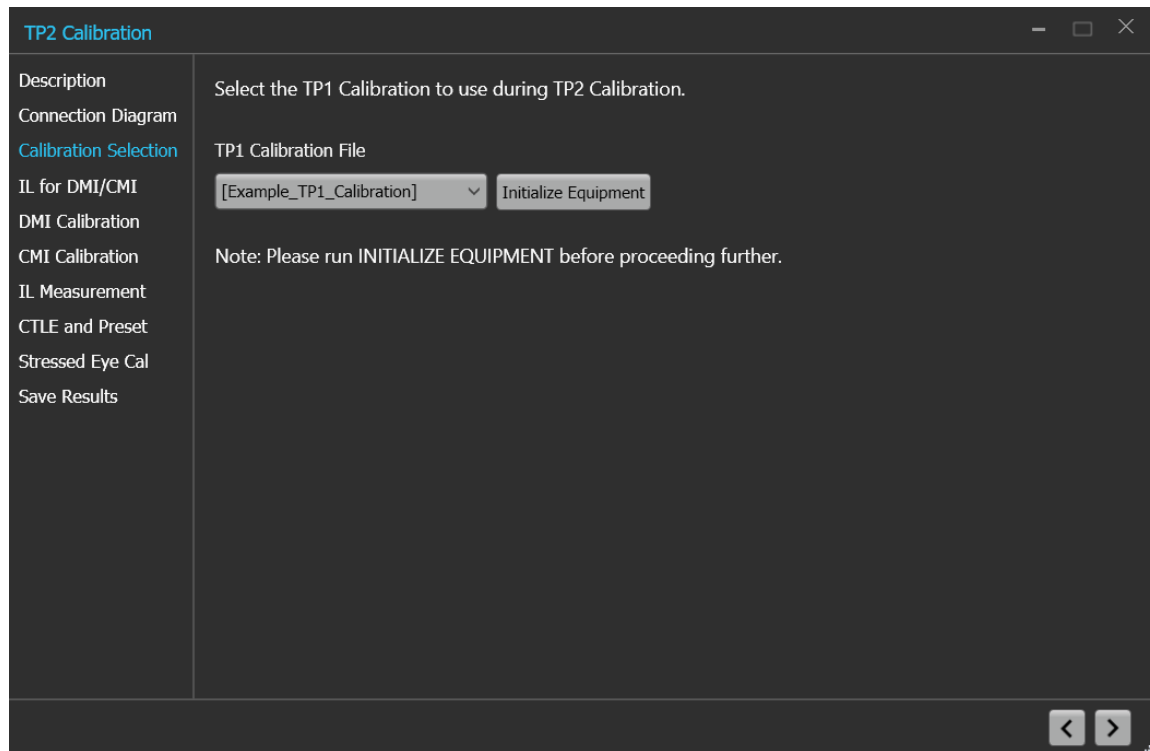 TP2 Calibration
Description
Connection Diagram
Calibration Selection
IL for DMI/CMI
DMI Calibration
CMI Calibration
IL Measurement
CTLE and Preset
Stressed Eye Cal
Save Results
Select the TP1 Calibration to use during TP2 Calibration.
TP1 Calibration File
[Example_TP1_Calibration]
Initialize Equipment
Note: Please run INITIALIZE EQUIPMENT before proceeding further.